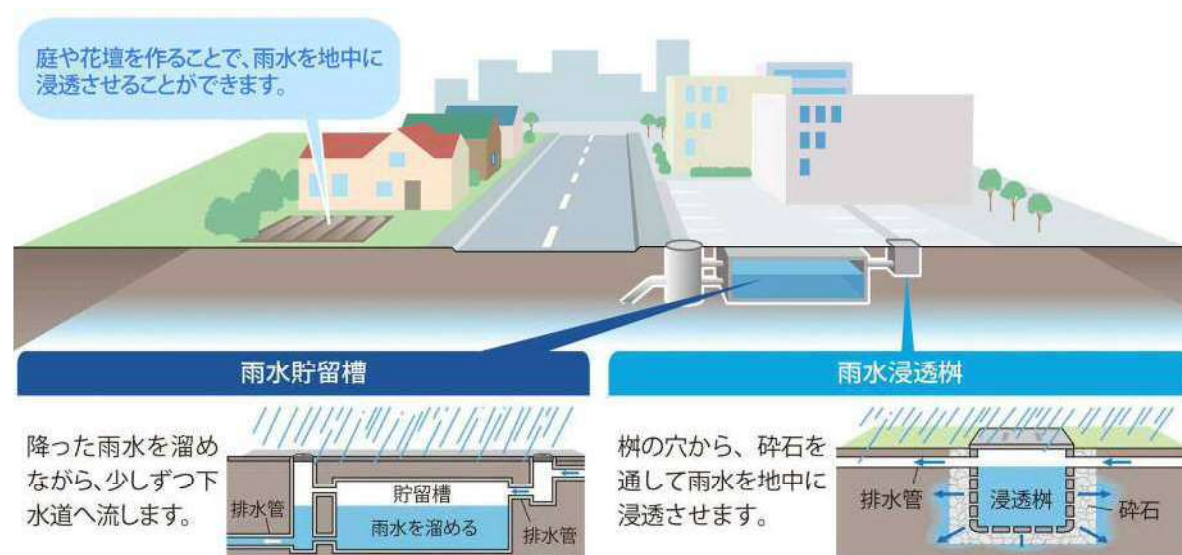 庭や花壇を作ることで、雨水を地中に
浸透させることができます。
雨水貯留槽
降った雨水を溜め
ながら、少しずつ下
水道へ流します。
排水管
貯留槽
雨水を溜める
排水管
雨水浸透桝
桝の穴から、砕石を
通して雨水を地中に
浸透させます。
排水管
浸透桝
砕石